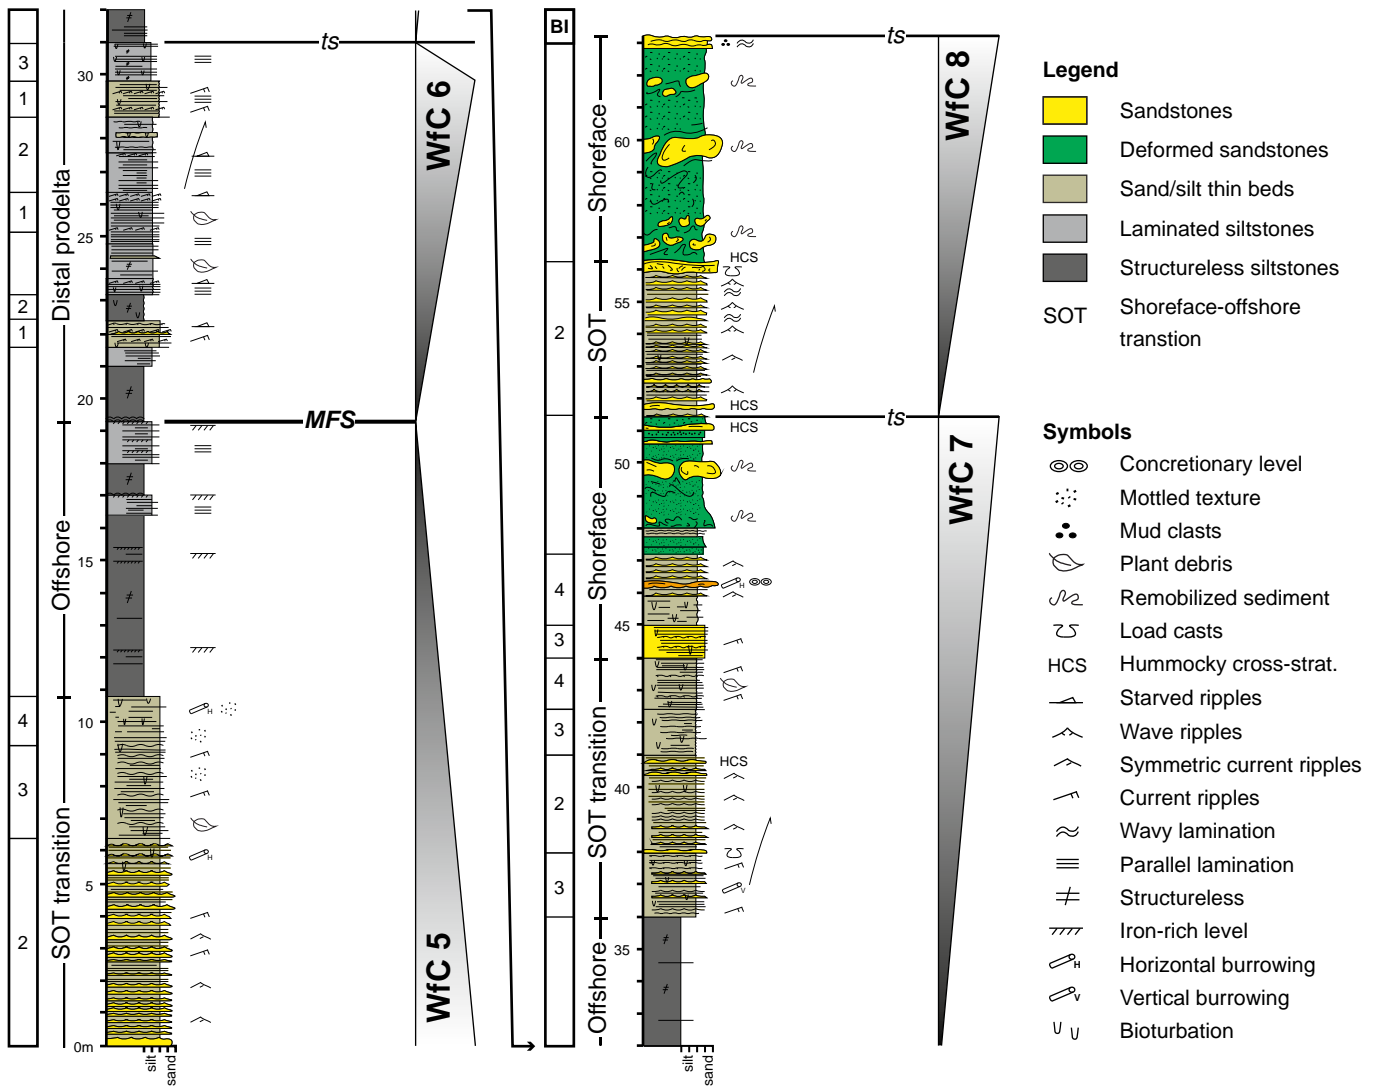 3
1
2
1
2
1
4
3
2
Distal prodelta
Offshore
SOT transition
30
25
20
15
10
5
0m
silt
sand
H
H
ts
MFS
WfC 6
WfC 5
BI
2
4
3
4
3
2
3
Shoreface
SOT
Shoreface
SOT transition
Offshore
60
55
50
45
40
35
silt
sand
HCS
HCS
HCS
H
HCS
V
ts
ts
WfC 8
WfC 7
Legend
Sandstones
Deformed sandstones
Sand/silt thin beds
Laminated siltstones
Structureless siltstones
SOT Shoreface-offshore
transtion
Symbols
Concretionary level
Mottled texture
Mud clasts
Plant debris
Remobilized sediment
Load casts
HCS Hummocky cross-strat.
Starved ripples
Wave ripples
Symmetric current ripples
Current ripples
Wavy lamination
Parallel lamination
Structureless
Iron-rich level
H Horizontal burrowing
V Vertical burrowing
Bioturbation